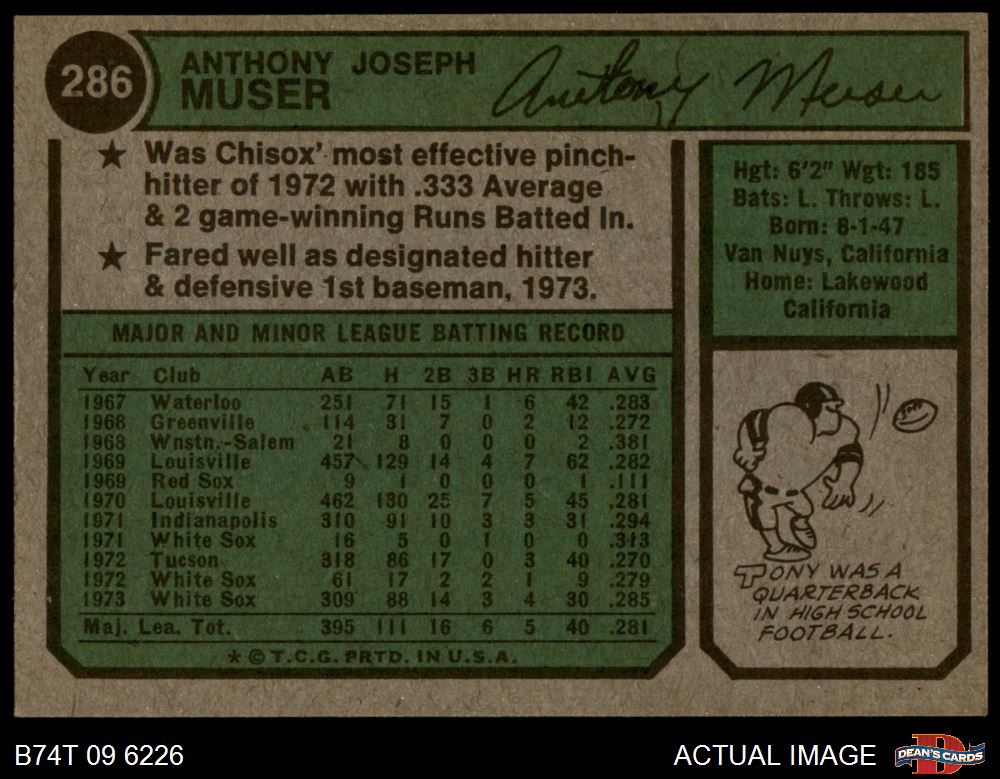 286
ANTHONY JOSEPH
MUSER
Anthony Muser
★ Was Chisox' most effective pinch-
hitter of 1972 with .333 Average
& 2 game-winning Runs Batted In.
★ Fared well as designated hitter
& defensive 1st baseman, 1973.
MAJOR AND MINOR LEAGUE BATTING RECORD
Year Club AB H 2B 3B HR RBI AVG
1967 Waterloo 251 71 15 1 6 42 .283
1968 Greenville 114 31 7 0 2 12 .272
1968 Wnstn.-Salem 21 8 0 0 0 2 .381
1969 Louisville 457 129 14 4 7 62 .282
1969 Red Sox 9 1 0 0 0 1 .111
1970 Louisville 462 130 25 7 5 45 .281
1971 Indianapolis 310 91 10 3 3 31 .294
1971 White Sox 16 5 0 1 0 0 .313
1972 Tucson 318 86 17 0 3 40 .270
1972 White Sox 61 17 2 2 1 9 .279
1973 White Sox 309 88 14 3 4 30 .285
Maj. Lea. Tot. 395 111 16 6 5 40 .281
★ © T.C.G. PRTD. IN U.S.A.
Hgt: 6'2" Wgt: 185
Bats: L. Throws: L.
Born: 8-1-47
Van Nuys, California
Home: Lakewood
California
TONY WAS A
QUARTERBACK
IN HIGH SCHOOL
FOOTBALL.
B74T 09 6226
ACTUAL IMAGE
DEAN'S CARDS